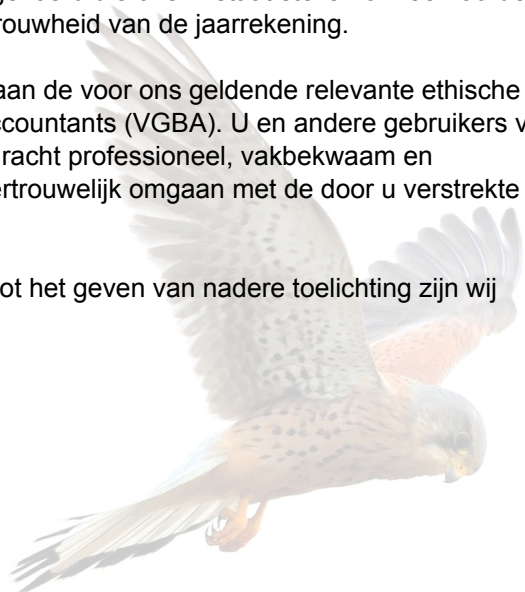 rouwheid van de jaarrekening.
aan de voor ons geldende relevante ethische
ccountants (VGBA). U en andere gebruikers v
racht professioneel, vakbekwaam en
ertrouwelijk omgaan met de door u verstrekte
ot het geven van nadere toelichting zijn wij